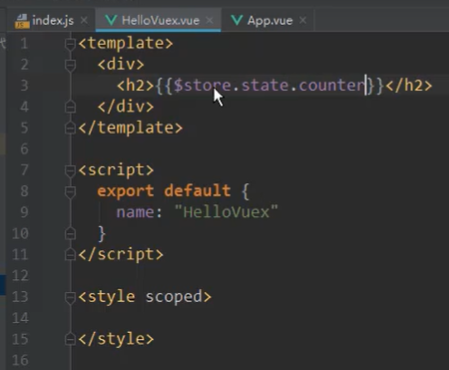 index.js × HelloVuex.vue × App.vue ×
1 <template>
2 <div>
3 <h2>{{$store.state.counter}}</h2>
4 </div>
5 </template>
6
7 <script>
8 export default {
9 name: "HelloVuex"
10 }
11 </script>
12
13 <style scoped>
14
15 </style>
16